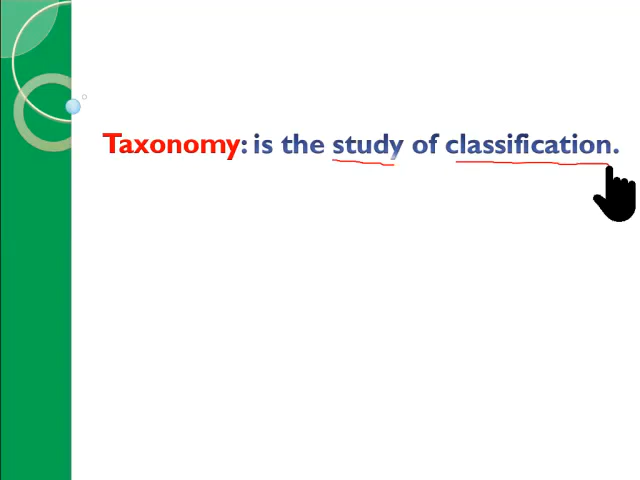 Taxonomy: is the study of classification.